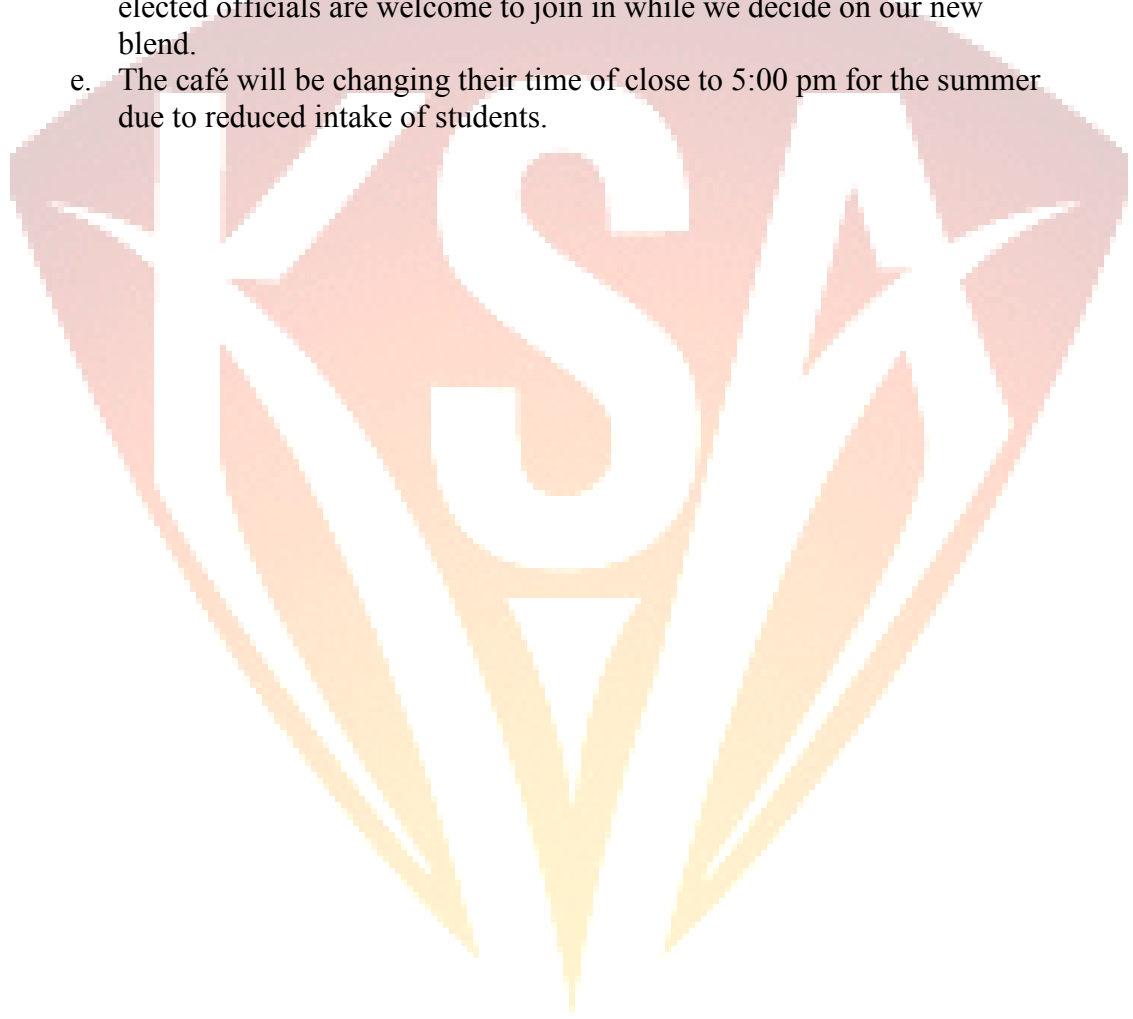 elected officials are welcome to join in while we decide on our new
blend.
e. The café will be changing their time of close to 5:00 pm for the summer
due to reduced intake of students.
KSA